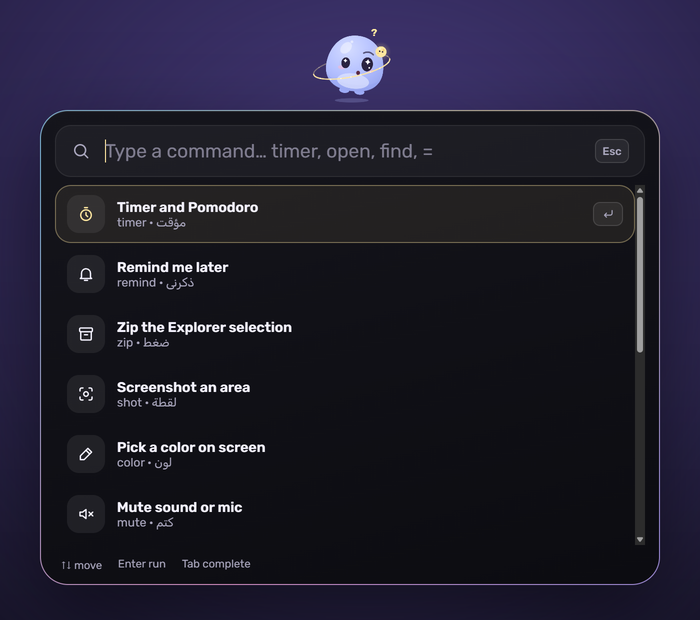 ?
Type a command... timer, open, find, =
Esc
Timer and Pomodoro
timer • مؤقت
Remind me later
remind • ذكرنى
Zip the Explorer selection
zip • ضغط
Screenshot an area
shot • لقطة
Pick a color on screen
color • لون
Mute sound or mic
mute • كتم
↑↓ move Enter run Tab complete